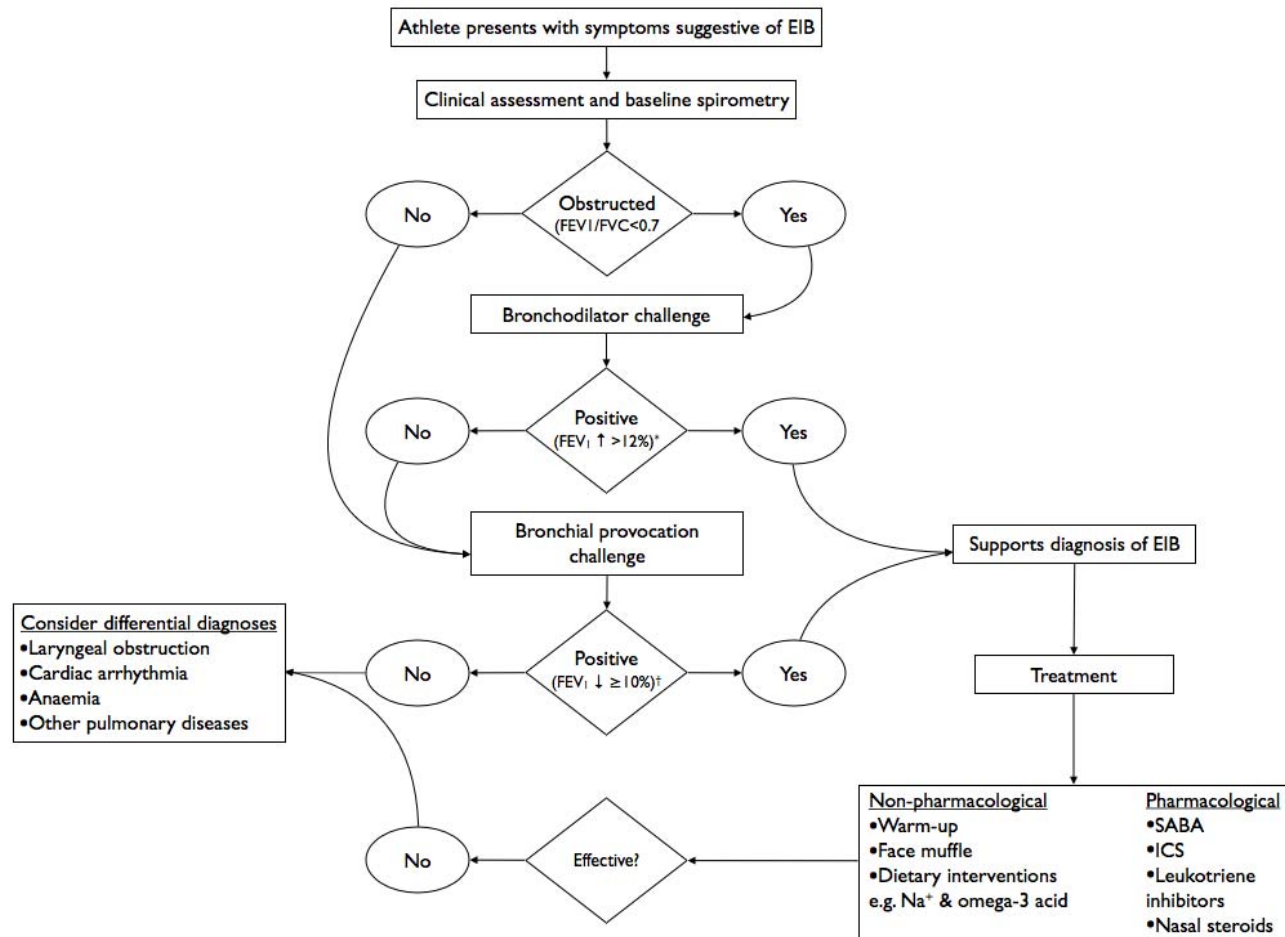 Athlete presents with symptoms suggestive of EIB
Clinical assessment and baseline spirometry
No
Obstructed
(FEV1/FVC<0.7
Yes
Bronchodilator challenge
No
Positive
(FEV₁ ↑ >12%)*
Yes
Bronchial provocation
challenge
Supports diagnosis of EIB
Consider differential diagnoses
•Laryngeal obstruction
•Cardiac arrhythmia
•Anaemia
•Other pulmonary diseases
No
Positive
(FEV₁ ↓ ≥10%)†
Yes
Treatment
Non-pharmacological
•Warm-up
•Face muffle
•Dietary interventions
e.g. Na⁺ & omega-3 acid
Pharmacological
•SABA
•ICS
•Leukotriene
inhibitors
•Nasal steroids
Effective?
No